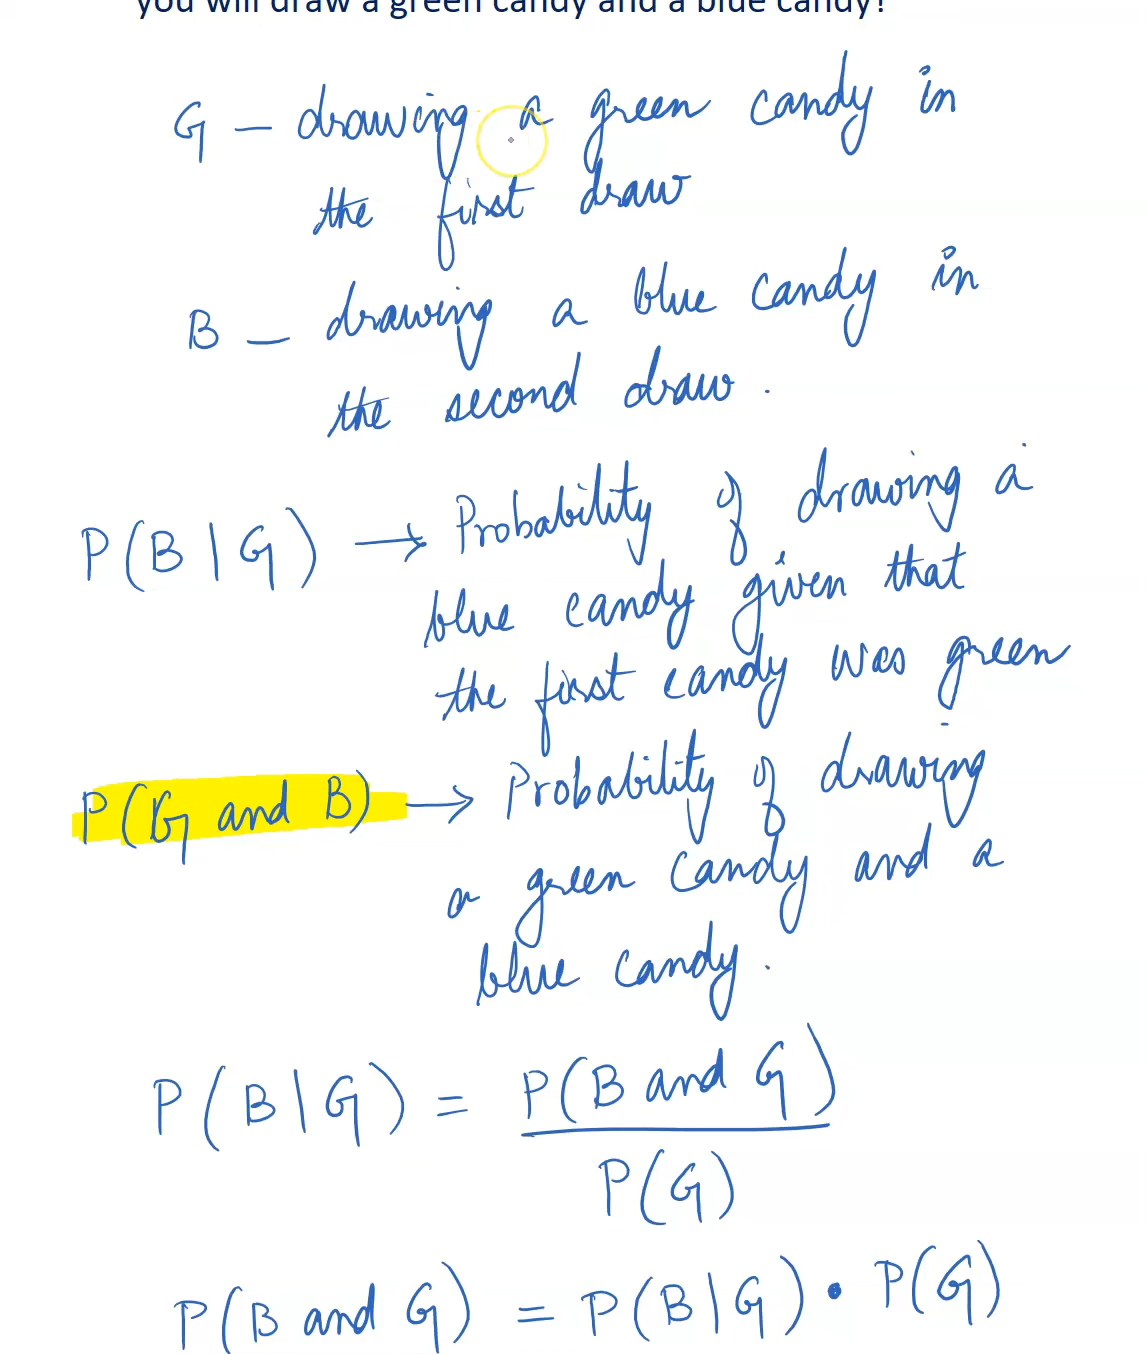 you will draw a green candy and a blue candy?
G – drawing a green candy in
the first draw
B – drawing a blue candy in
the second draw.
P(B|G) → Probability of drawing a
blue candy given that
the first candy was green
P(G and B) → Probability of drawing
a green candy and a
blue candy.
P(B|G) = P(B and G)
P(G)
P(B and G) = P(B|G) • P(G)